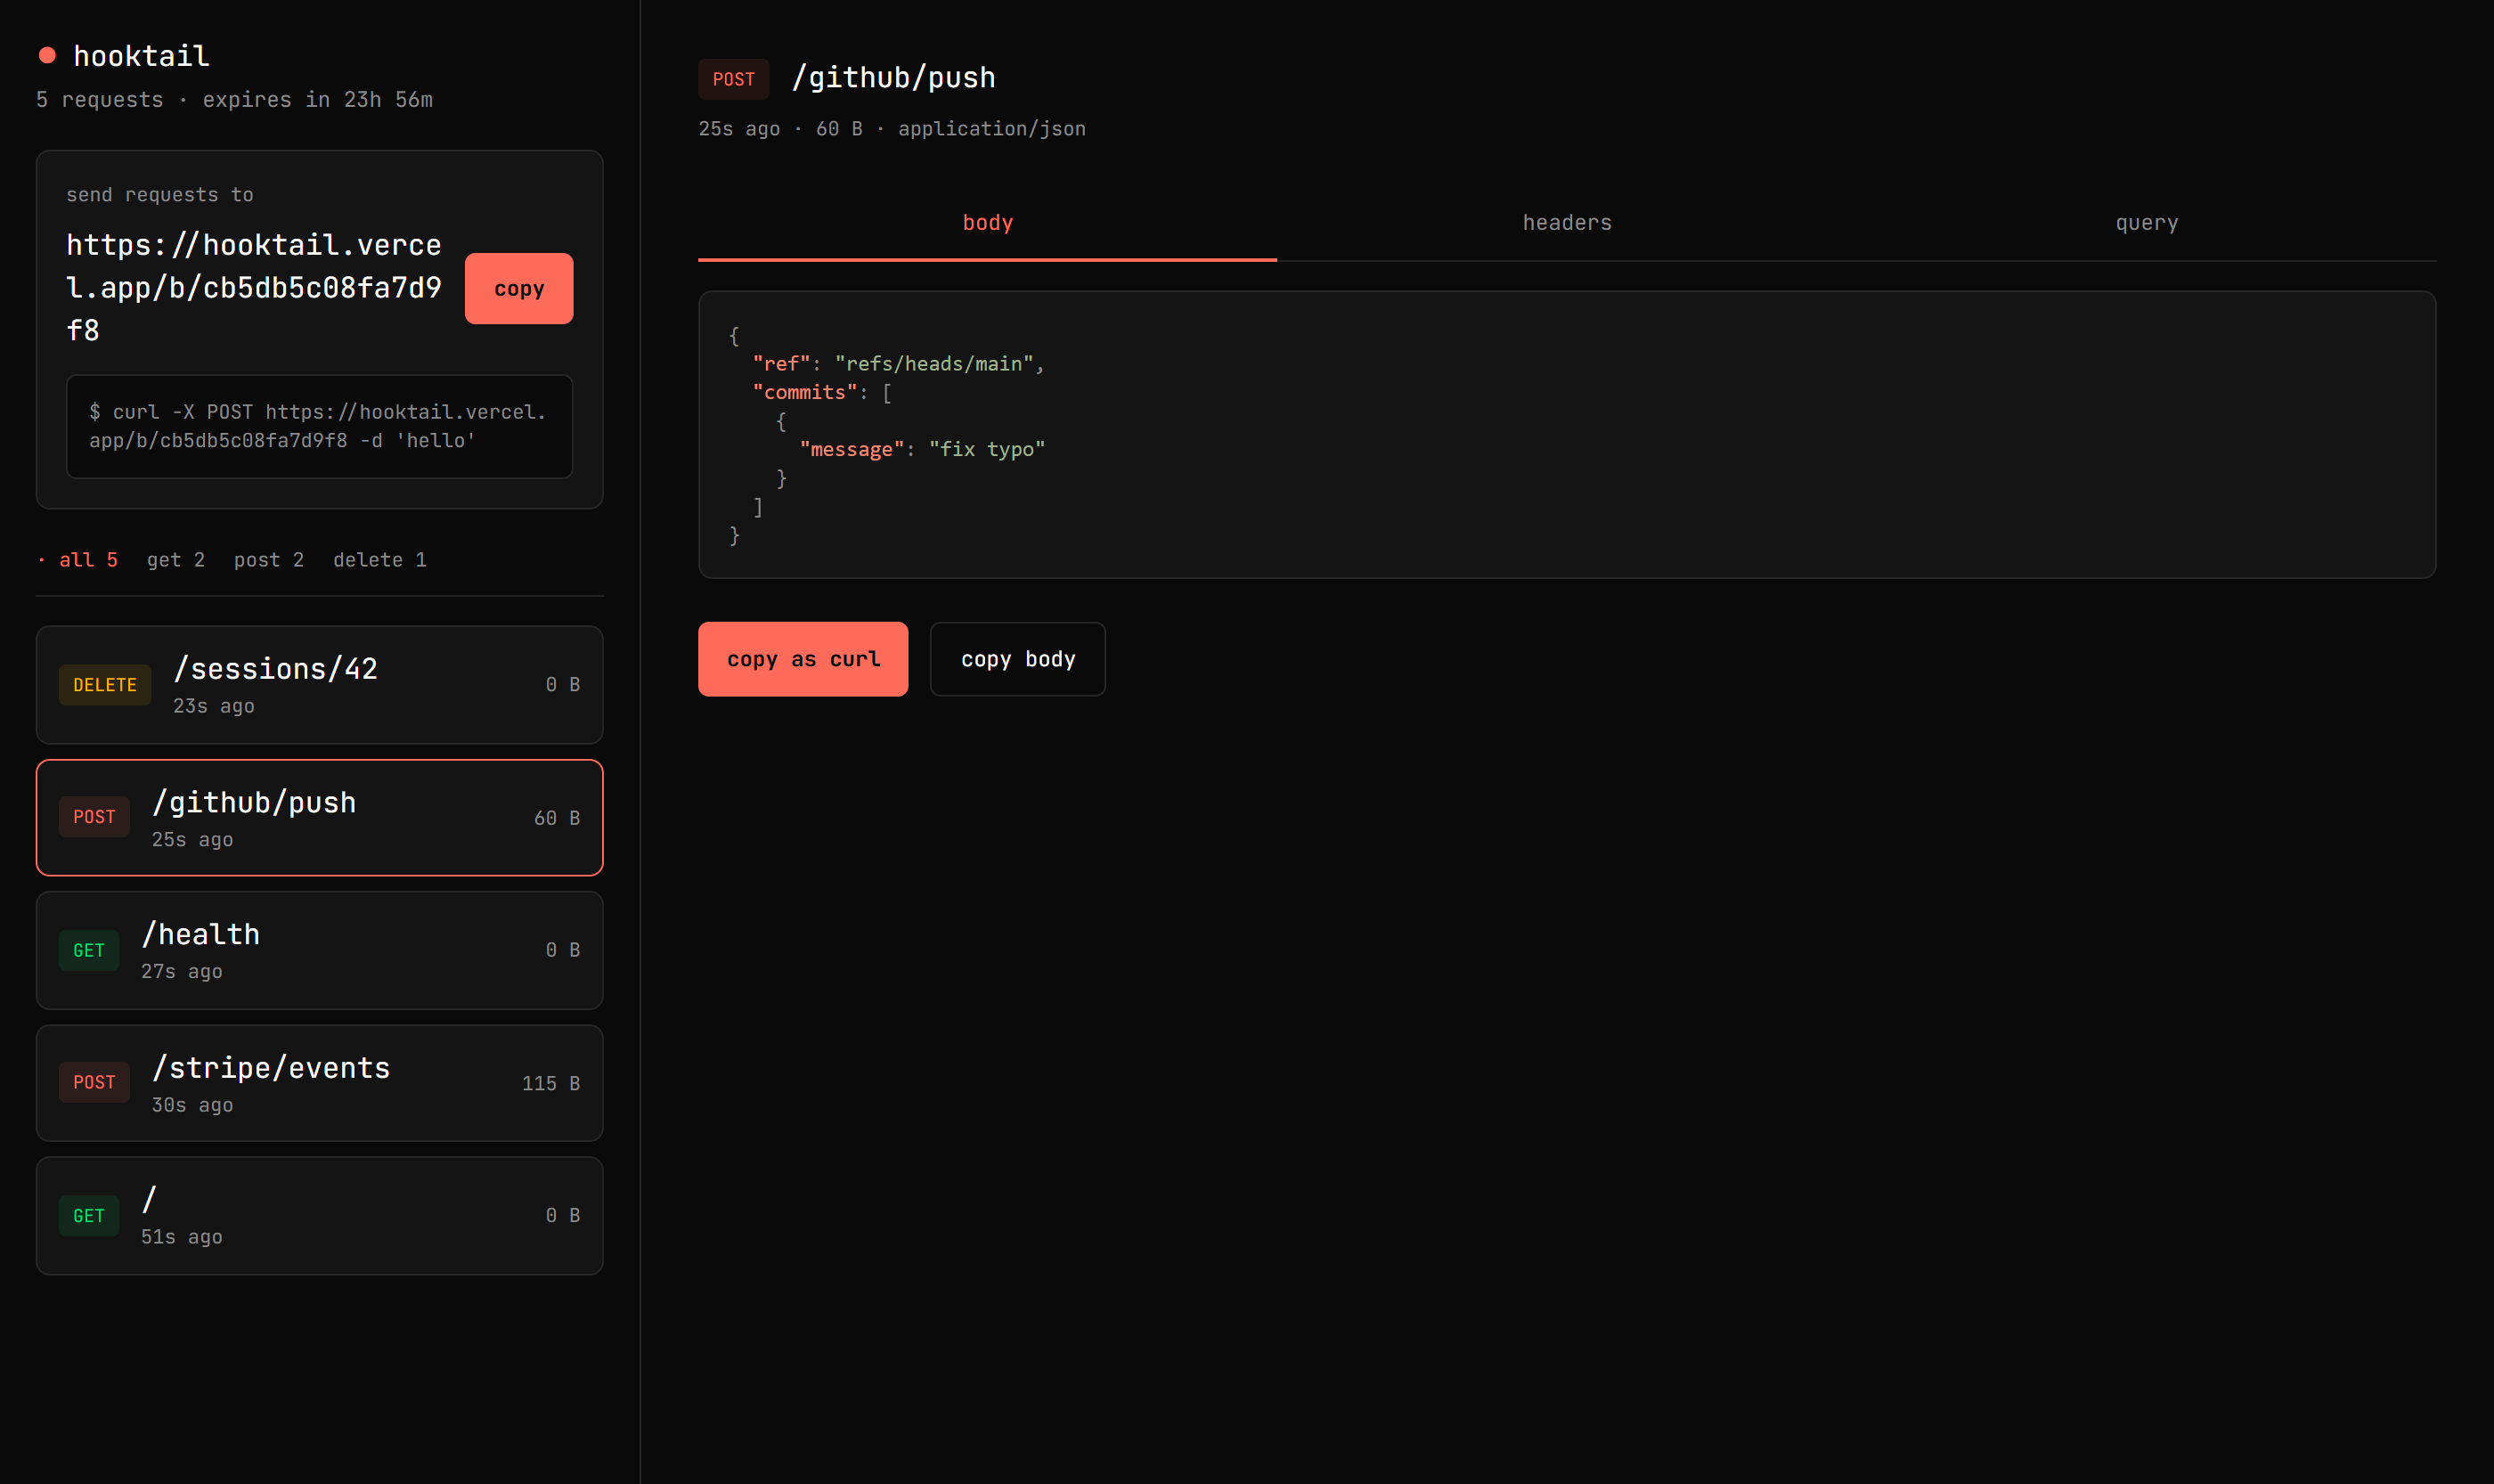 hooktail
5 requests · expires in 23h 56m
send requests to
https://hooktail.verce
l.app/b/cb5db5c08fa7d9
f8
copy
$ curl -X POST https://hooktail.vercel.
app/b/cb5db5c08fa7d9f8 -d 'hello'
· all 5 get 2 post 2 delete 1
DELETE /sessions/42 0 B
23s ago
POST /github/push 60 B
25s ago
GET /health 0 B
27s ago
POST /stripe/events 115 B
30s ago
GET / 0 B
51s ago
POST /github/push
25s ago · 60 B · application/json
body headers query
{
  "ref": "refs/heads/main",
  "commits": [
    {
      "message": "fix typo"
    }
  ]
}
copy as curl copy body